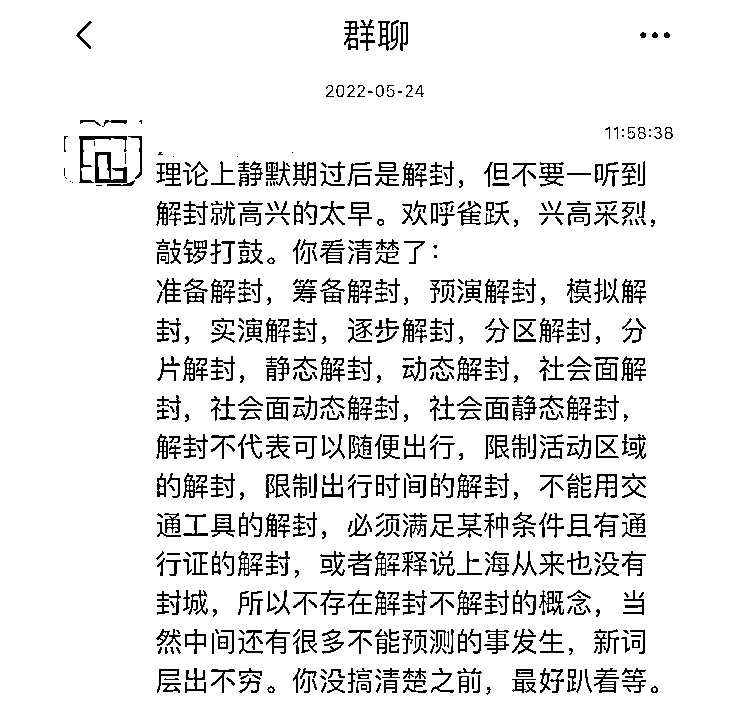 群聊
2022-05-24
11:58:38
理论上静默期过后是解封，但不要一听到
解封就高兴的太早。欢呼雀跃，兴高采烈，
敲锣打鼓。你看清楚了：
准备解封，筹备解封，预演解封，模拟解
封，实演解封，逐步解封，分区解封，分
片解封，静态解封，动态解封，社会面解
封，社会面动态解封，社会面静态解封，
解封不代表可以随便出行，限制活动区域
的解封，限制出行时间的解封，不能用交
通工具的解封，必须满足某种条件且有通
行证的解封，或者解释说上海从来也没有
封城，所以不存在解封不解封的概念，当
然中间还有很多不能预测的事发生，新词
层出不穷。你没搞清楚之前，最好趴着等。